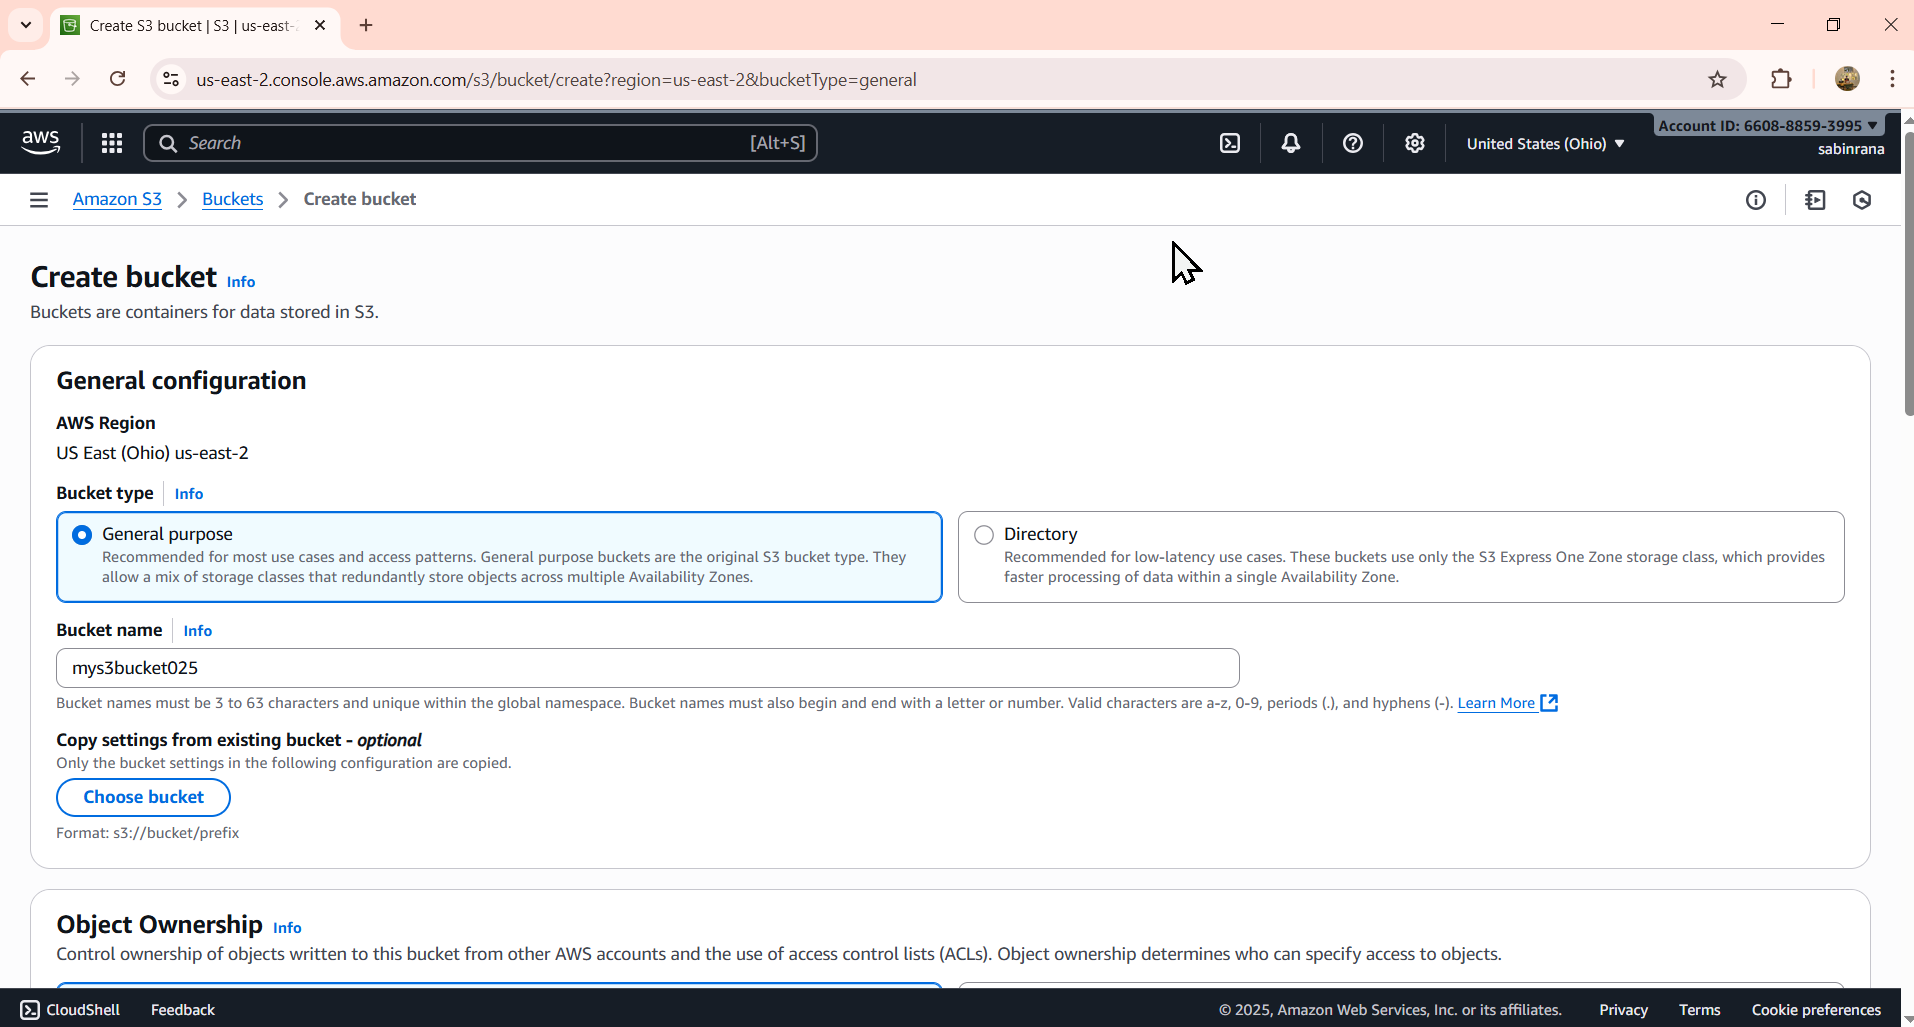 Create S3 bucket | S3 | us-east-
us-east-2.console.aws.amazon.com/s3/bucket/create?region=us-east-2&bucketType=general
aws
Search
[Alt+S]
United States (Ohio) ▼
Account ID: 6608-8859-3995 ▼
sabinrana
Amazon S3 > Buckets > Create bucket
Create bucket Info
Buckets are containers for data stored in S3.
General configuration
AWS Region
US East (Ohio) us-east-2
Bucket type Info
General purpose
Recommended for most use cases and access patterns. General purpose buckets are the original S3 bucket type. They
allow a mix of storage classes that redundantly store objects across multiple Availability Zones.
Directory
Recommended for low-latency use cases. These buckets use only the S3 Express One Zone storage class, which provides
faster processing of data within a single Availability Zone.
Bucket name Info
mys3bucket025
Bucket names must be 3 to 63 characters and unique within the global namespace. Bucket names must also begin and end with a letter or number. Valid characters are a-z, 0-9, periods (.), and hyphens (-). Learn More
Copy settings from existing bucket - optional
Only the bucket settings in the following configuration are copied.
Choose bucket
Format: s3://bucket/prefix
Object Ownership Info
Control ownership of objects written to this bucket from other AWS accounts and the use of access control lists (ACLs). Object ownership determines who can specify access to objects.
CloudShell Feedback
© 2025, Amazon Web Services, Inc. or its affiliates. Privacy Terms Cookie preferences